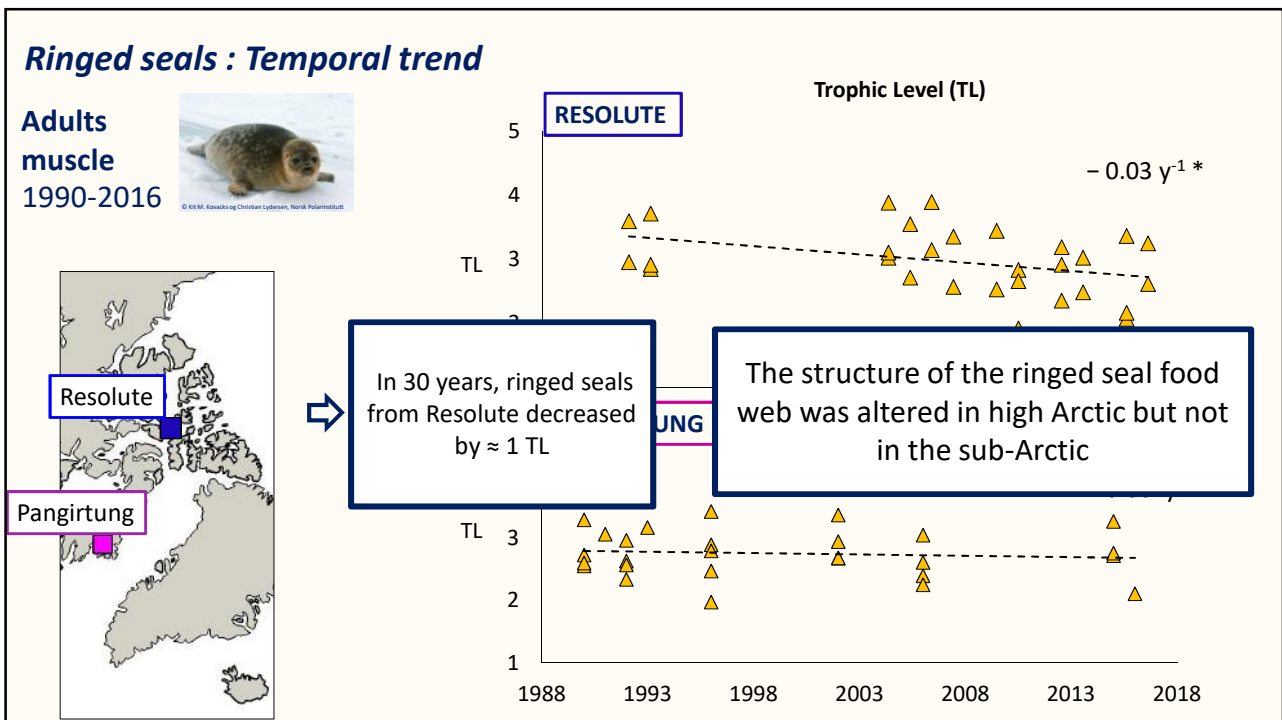 Ringed seals : Temporal trend
Adults
muscle
1990-2016
© Kit M. Kovacks og Christian Lydersen, Norsk Polarinstitutt
Trophic Level (TL)
RESOLUTE
5
− 0.03 y⁻¹ *
4
TL
3
Resolute
Pangirtung
In 30 years, ringed seals
from Resolute decreased
by ≈ 1 TL
UNG
The structure of the ringed seal food
web was altered in high Arctic but not
in the sub-Arctic
TL
3
2
1
1988
1993
1998
2003
2008
2013
2018